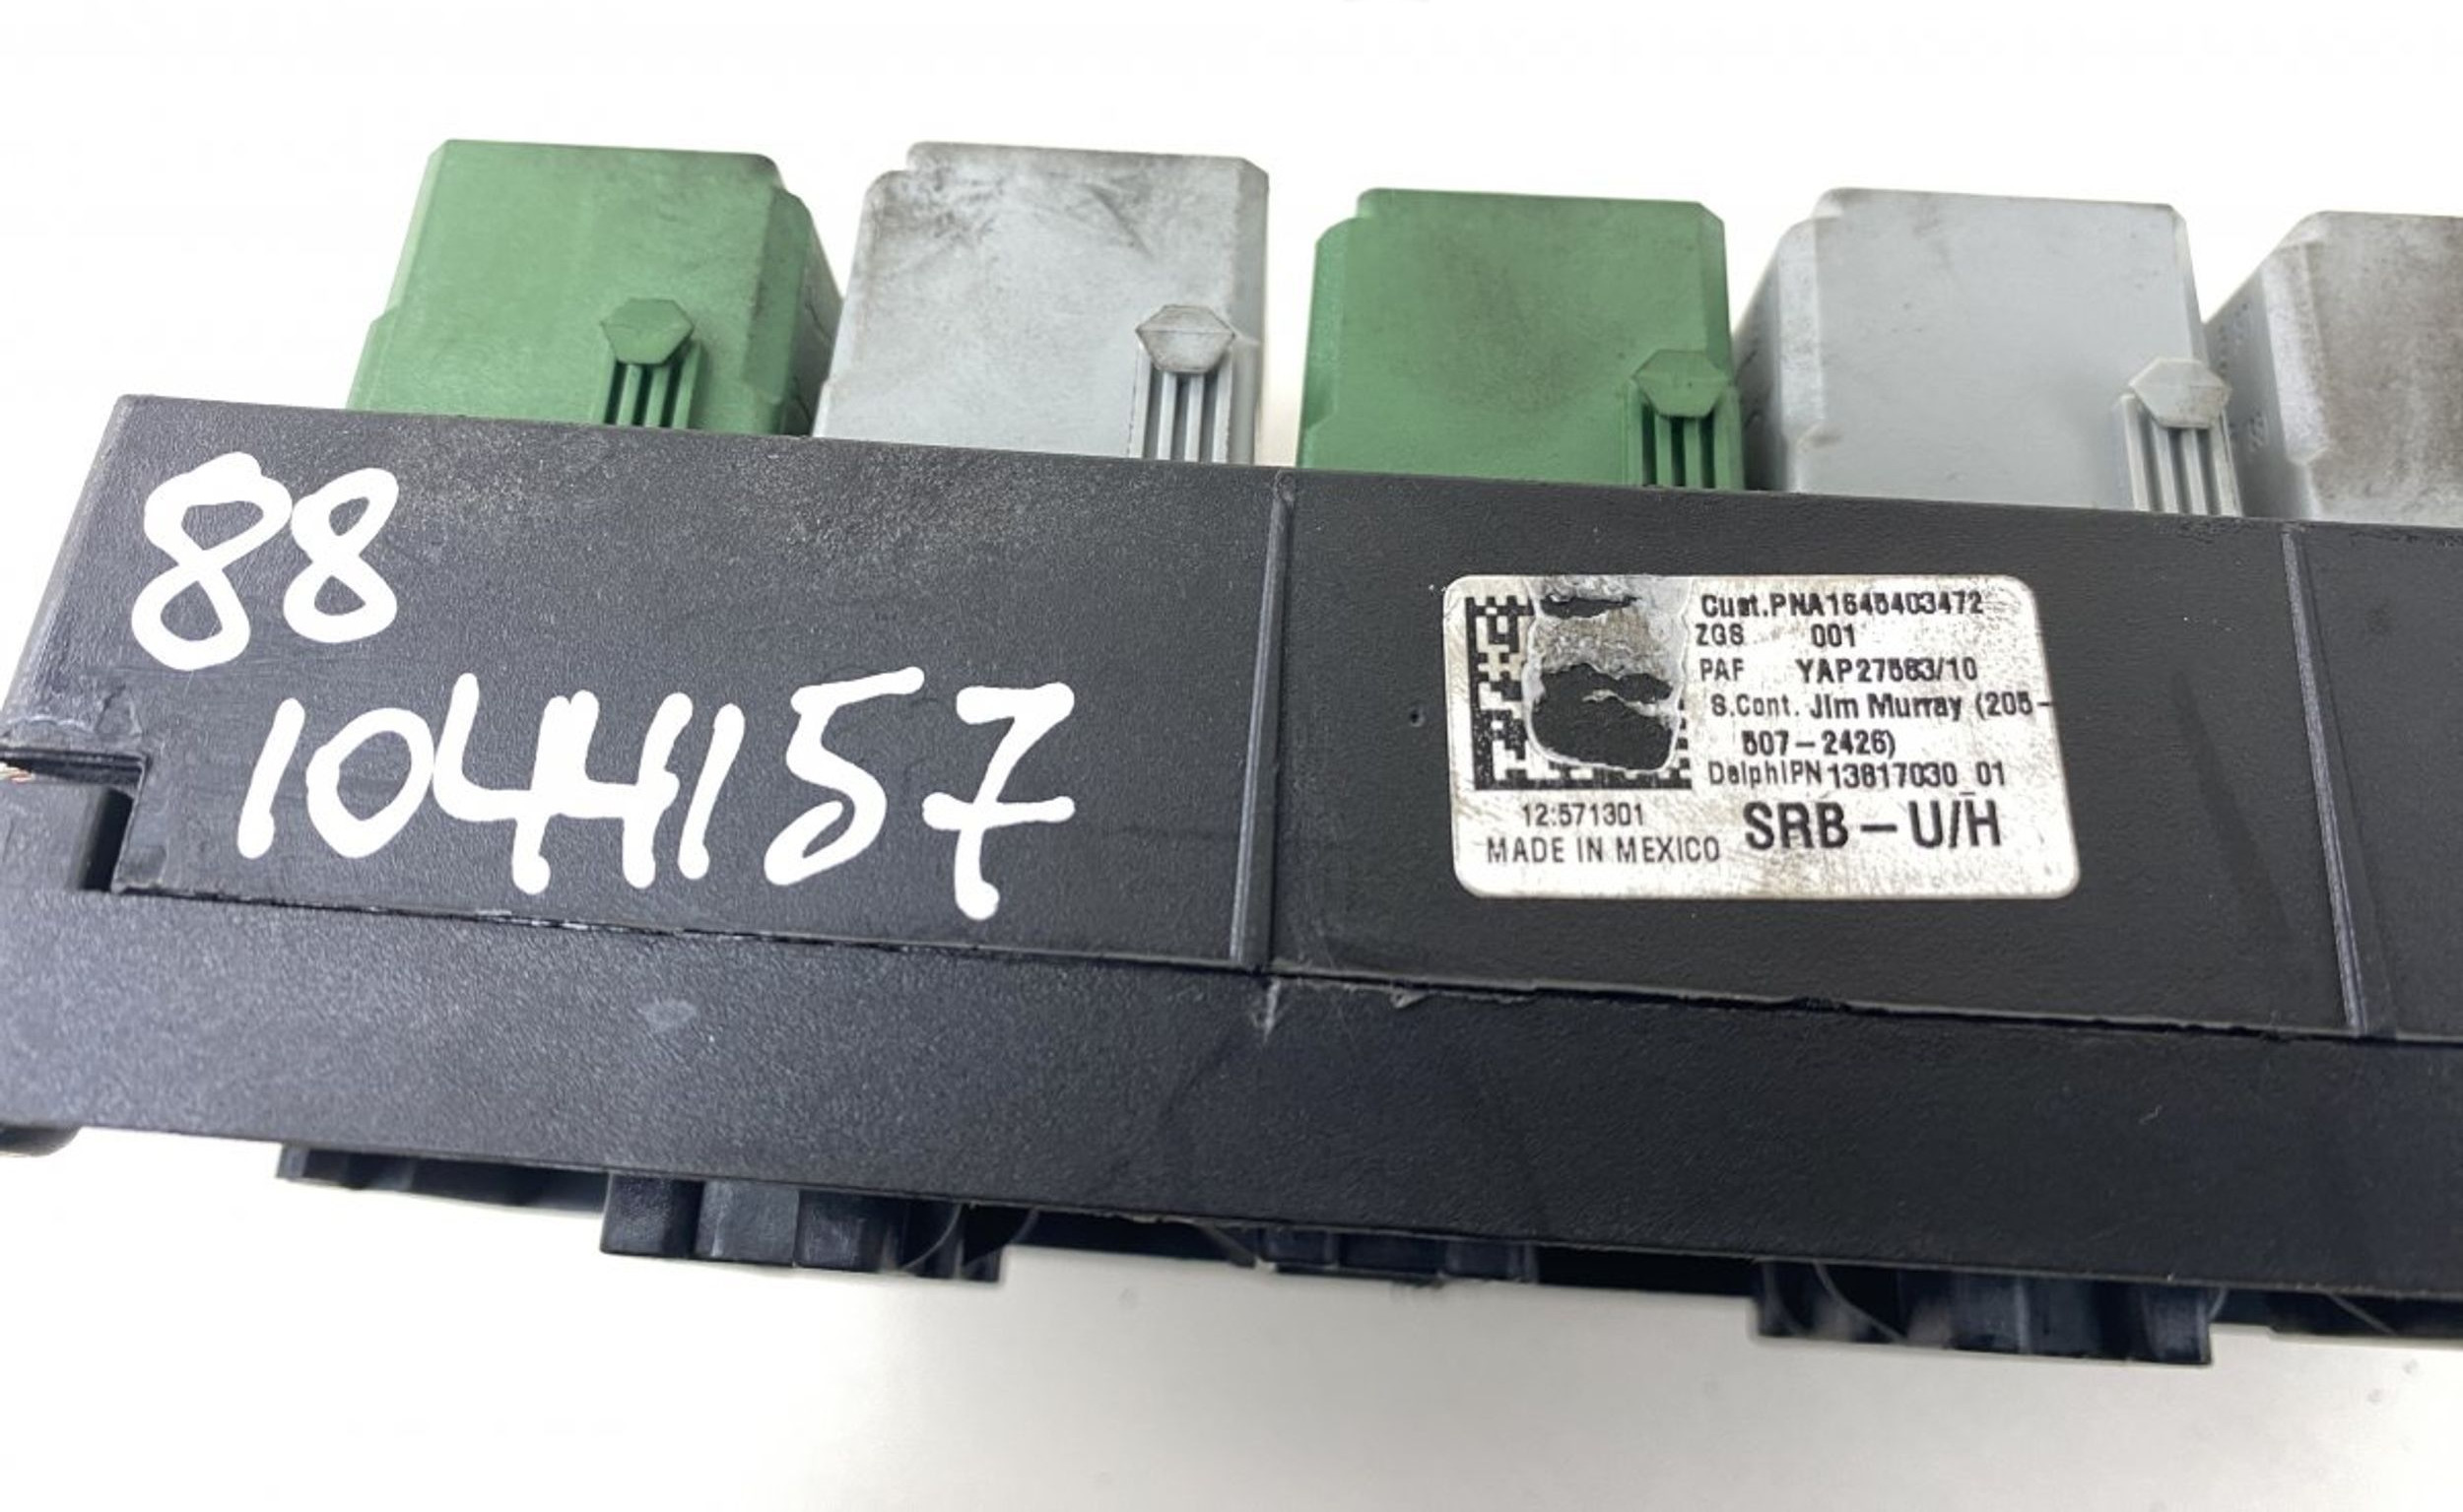 88
1044157
Cust.PNA1645403472
ZGS 001
PAF YAP27583/10
S.Cont. Jim Murray (205-
507-2426)
DelphiPN13817030_01
12:571301
SRB-U/H
MADE IN MEXICO